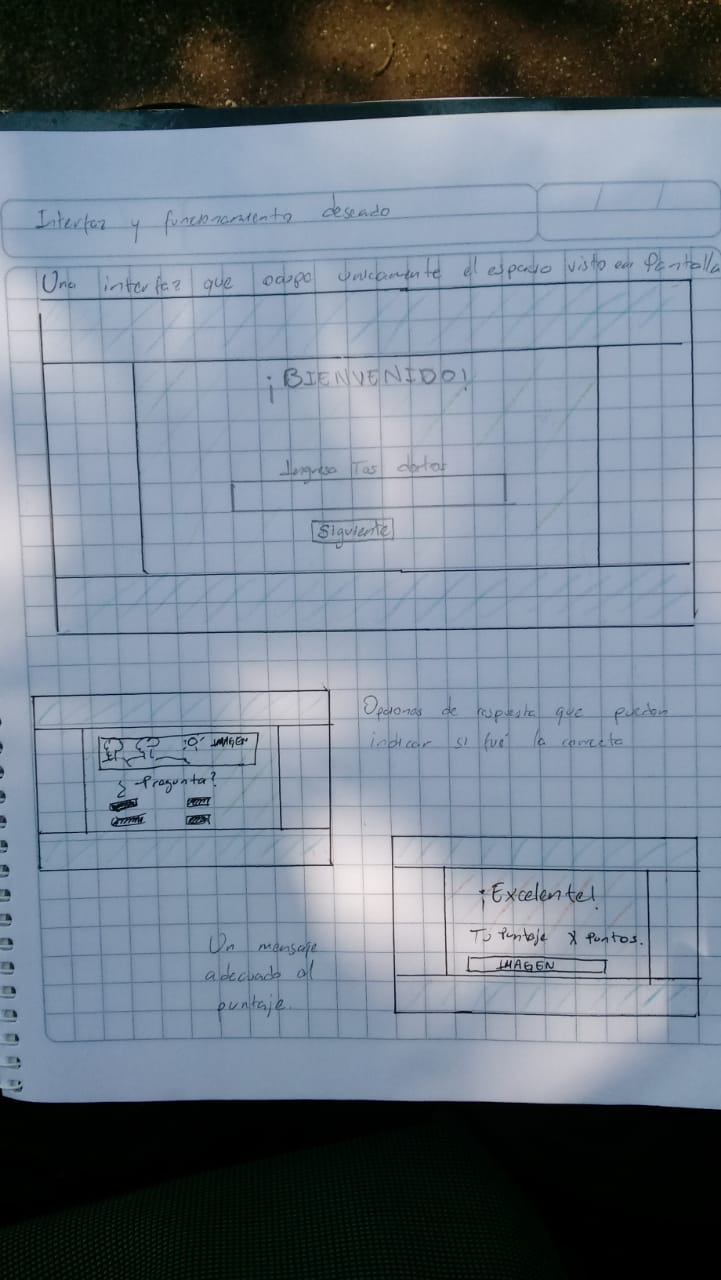 Interfaz y funcionamiento deseado
Una interfaz que ocupo únicamente el espacio visto en Pantalla
¡BIENVENIDO!
Ingresa Tus datos
Siguiente
Opciones de respuesta que puedan
indicar si fué la correcta
IMAGEN
¿Pregunta?
¡Excelente!
Tu Puntaje X Puntos.
IMAGEN
Un mensaje
adecuado al
puntaje.